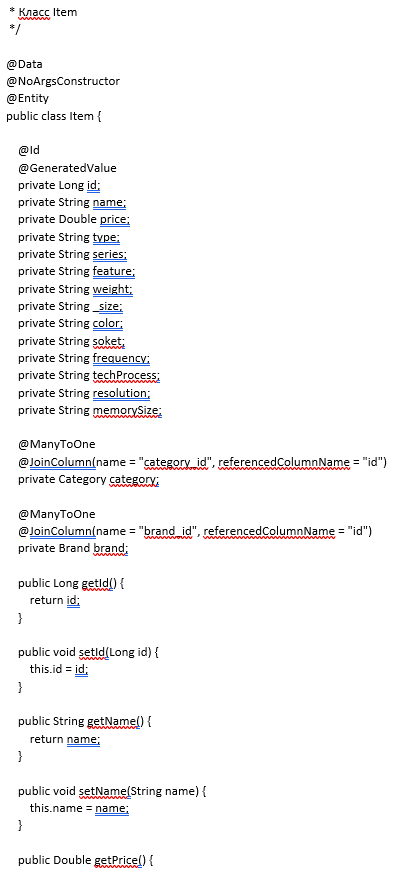 * Класс Item
*/
@Data
@NoArgsConstructor
@Entity
public class Item {
@Id
@GeneratedValue
private Long id;
private String name;
private Double price;
private String type;
private String series;
private String feature;
private String weight;
private String _size;
private String color;
private String soket;
private String frequency;
private String techProcess;
private String resolution;
private String memorySize;
@ManyToOne
@JoinColumn(name = "category_id", referencedColumnName = "id")
private Category category;
@ManyToOne
@JoinColumn(name = "brand_id", referencedColumnName = "id")
private Brand brand;
public Long getId() {
return id;
}
public void setId(Long id) {
this.id = id;
}
public String getName() {
return name;
}
public void setName(String name) {
this.name = name;
}
public Double getPrice() {